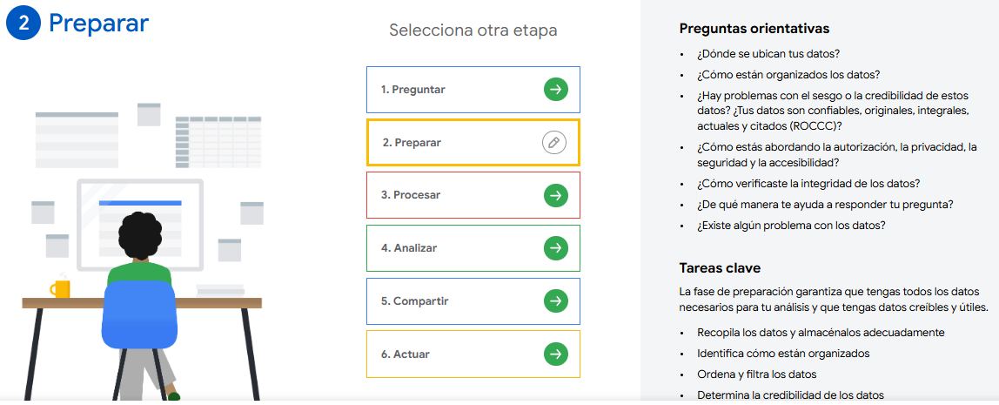 2 Preparar
Selecciona otra etapa
1. Preguntar
2. Preparar
3. Procesar
4. Analizar
5. Compartir
6. Actuar
Preguntas orientativas
• ¿Dónde se ubican tus datos?
• ¿Cómo están organizados los datos?
• ¿Hay problemas con el sesgo o la credibilidad de estos
datos? ¿Tus datos son confiables, originales, integrales,
actuales y citados (ROCCC)?
• ¿Cómo estás abordando la autorización, la privacidad, la
seguridad y la accesibilidad?
• ¿Cómo verificaste la integridad de los datos?
• ¿De qué manera te ayuda a responder tu pregunta?
• ¿Existe algún problema con los datos?
Tareas clave
La fase de preparación garantiza que tengas todos los datos
necesarios para tu análisis y que tengas datos creíbles y útiles.
• Recopila los datos y almacénalos adecuadamente
• Identifica cómo están organizados
• Ordena y filtra los datos
• Determina la credibilidad de los datos